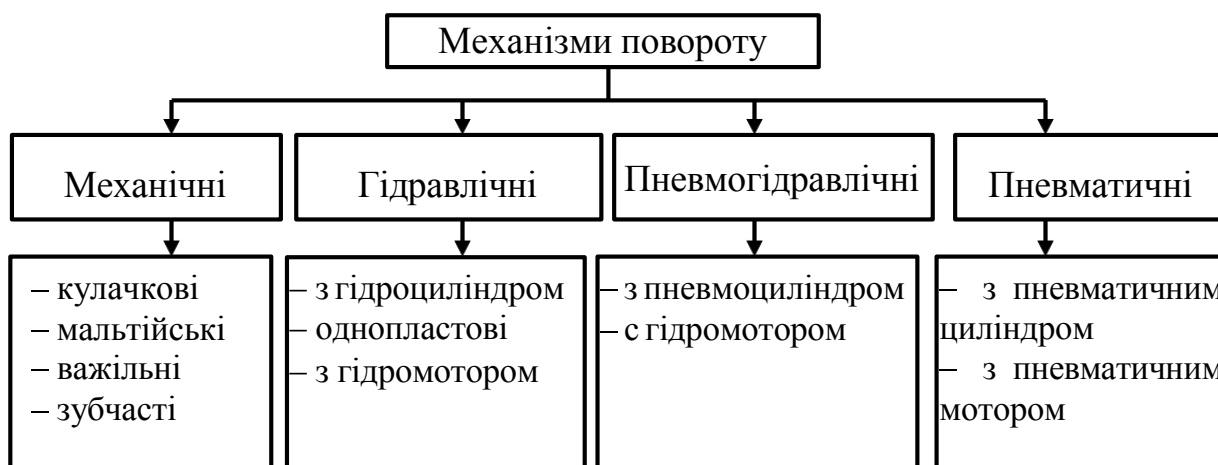 Механізми повороту
Механічні
Гідравлічні
Пневмогідравлічні
Пневматичні
– кулачкові
– мальтійські
– важільні
– зубчасті
– з гідроциліндром
– однопластові
– з гідромотором
– з пневмоциліндром
– с гідромотором
– з пневматичним
циліндром
– з пневматичним
мотором